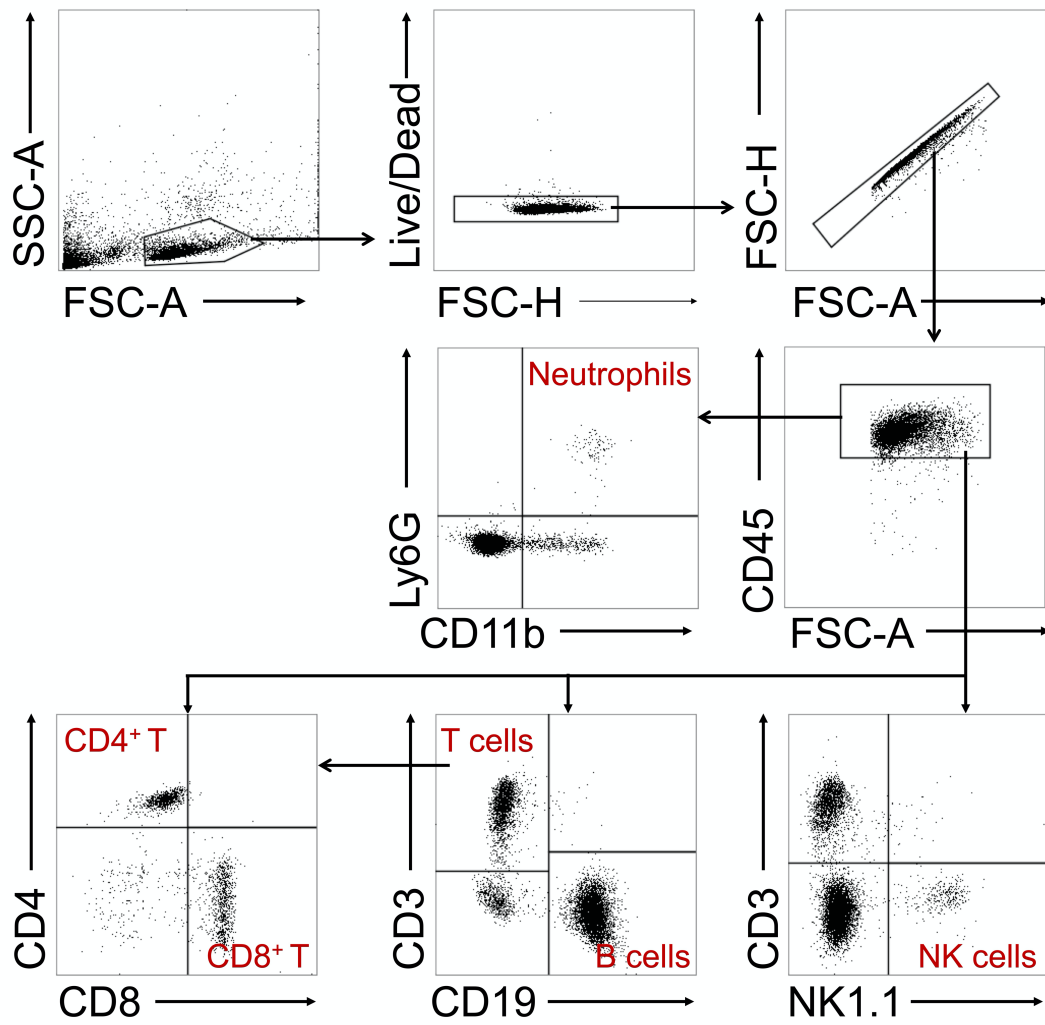 SSC-A
FSC-A
Live/Dead
FSC-H
FSC-H
FSC-A
Ly6G
Neutrophils
CD11b
CD45
FSC-A
CD4
CD4⁺ T
CD8⁺ T
CD8
CD3
T cells
B cells
CD19
CD3
NK cells
NK1.1